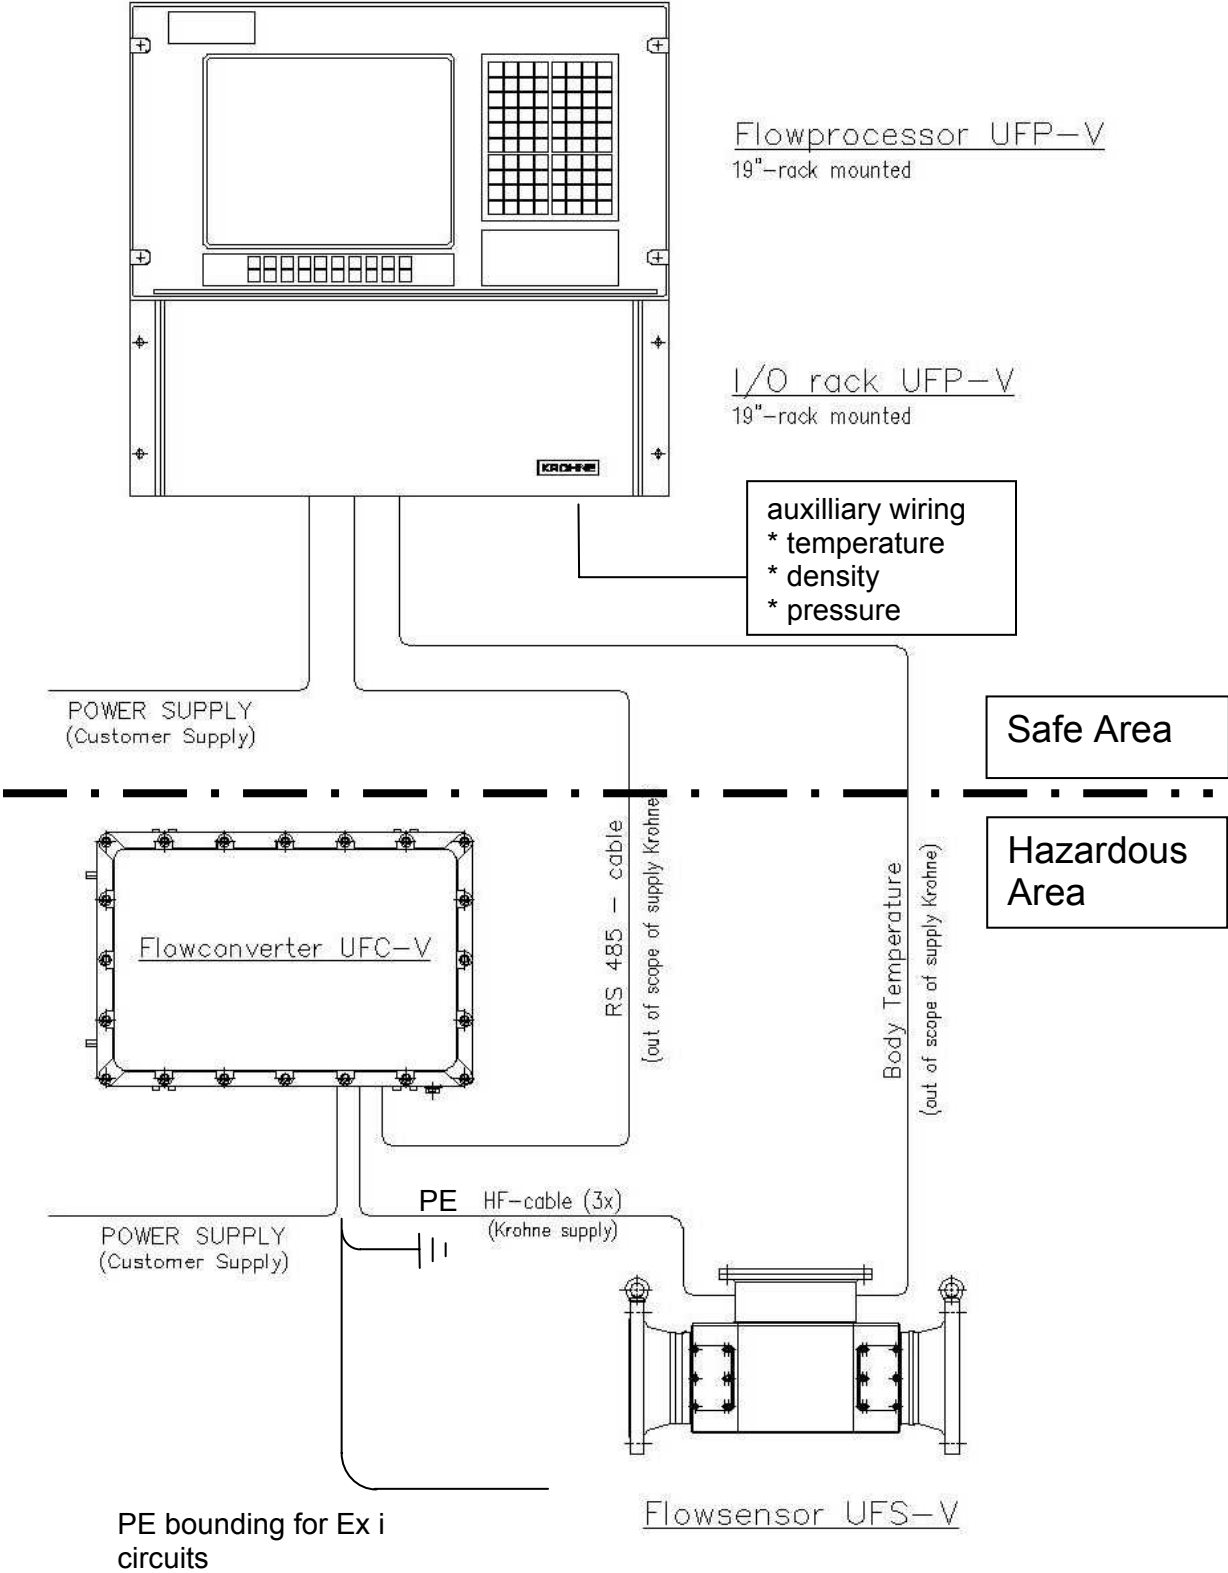 Flowprocessor UFP-V
19"-rack mounted
I/O rack UFP-V
19"-rack mounted
KROHNE
auxilliary wiring
* temperature
* density
* pressure
POWER SUPPLY
(Customer Supply)
Safe Area
Hazardous
Area
Flowconverter UFC-V
RS 485 - cable
(out of scope of supply Krohne)
Body Temperature
(out of scope of supply Krohne)
PE
HF-cable (3x)
(Krohne supply)
POWER SUPPLY
(Customer Supply)
PE bounding for Ex i
circuits
Flowsensor UFS-V